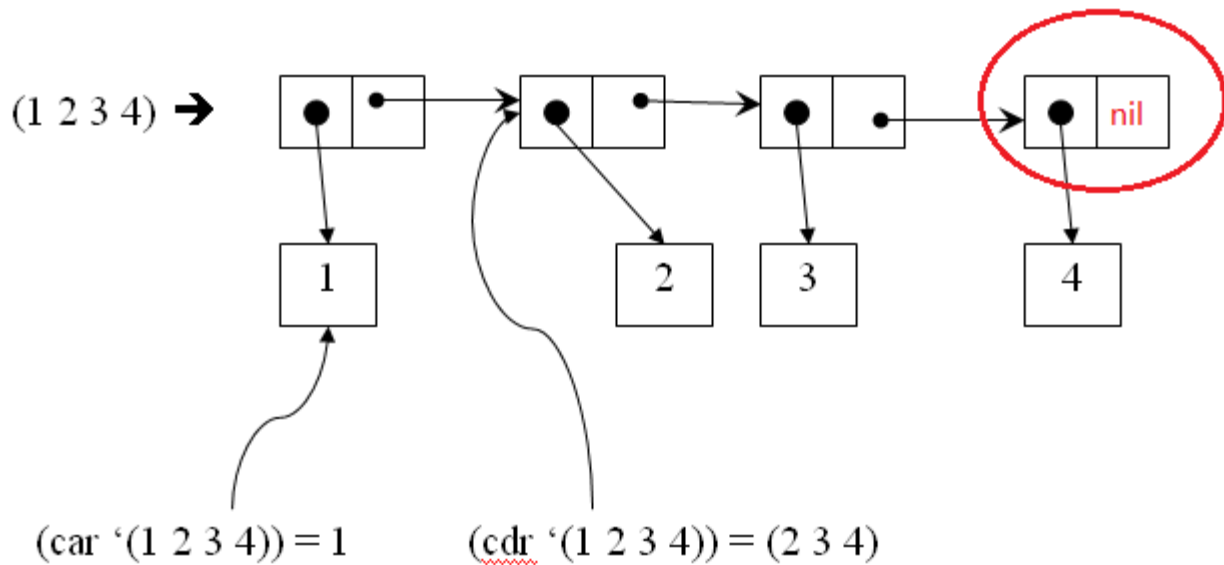 (1 2 3 4) ➔
nil
1 2 3 4
(car ‘(1 2 3 4)) = 1 (cdr ‘(1 2 3 4)) = (2 3 4)